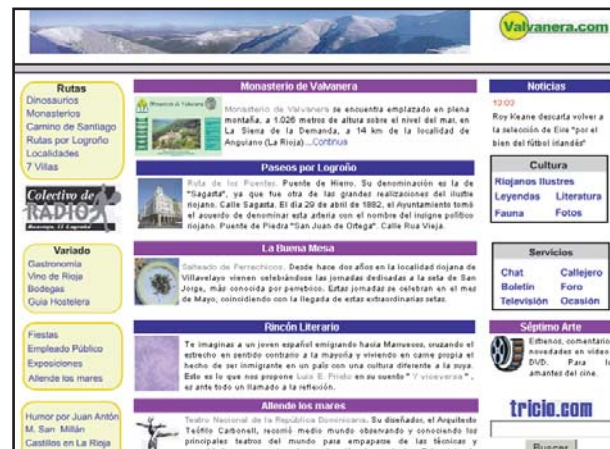 Valvanera.com
Rutas
Dinosaurios
Monasterios
Camino de Santiago
Rutas por Logroño
Localidades
7 Villas
Colectivo de
RADIO3
Variado
Gastronomía
Vino de Rioja
Bodegas
Guia Hostelera
Fiestas
Empleado Público
Exposiciones
Allende los mares
Humor por Juan Antón
M. San Millán
Castillos en La Rioja
Monasterio de Valvanera
Monasterio de Valvanera se encuentra emplazado en plena
montaña, a 1.026 metros de altura sobre el nivel del mar, en
La Sierra de la Demanda, a 14 km de la localidad de
Anguiano (La Rioja)...Continua
Paseos por Logroño
Ruta de los Puentes. Puente de Hierro. Su denominación es la de
"Sagasta", ya que fue otra de las grandes realizaciones del ilustre
riojano. Calle Sagasta. El día 29 de abril de 1882, el Ayuntamiento tomó
el acuerdo de denominar esta arteria con el nombre del insigne político
riojano. Puente de Piedra "San Juan de Ortega". Calle Rua Vieja.
La Buena Mesa
Salteado de Perrechicos. Desde hace dos años en la localidad riojana de
Villavelayo vienen celebrándose las jornadas dedicadas a la seta de San
Jorge, más conocida por Estas jornadas se celebran en el mes
de Mayo, coincidiendo con la llegada de estas extraordinarias setas.
Rincón Literario
Te imaginas a un joven español emigrando hacia Marruecos, cruzando el
estrecho en sentido contrario a la mayoría y viviendo en carne propia el
hecho de ser inmigrante en un país con una cultura diferente a la suya.
Esto es lo que nos propone Luis E. Prieto en su cuento " Y viceversa " ,
es ante todo un llamado a la reflexión.
Allende los mares
Teatro Nacional de la República Dominicana. Su diseñador, el Arquitecto
Teófilo Carbonell, recorrió medio mundo observando y conociendo los
principales teatros del mundo para empaparse de las técnicas y
Noticias
Roy Keane descarta volver a
la selección de Eire "por el
bien del fútbol irlandés"
Cultura
Riojanos Ilustres
Leyendas Literatura
Fauna Fotos
Servicios
Chat Callejero
Boletín Foro
Televisión Ocasión
Séptimo Arte
Estrenos, comentario
novedades en video
DVD. Para lo
amantes del cine.
tricio.com
Buscar